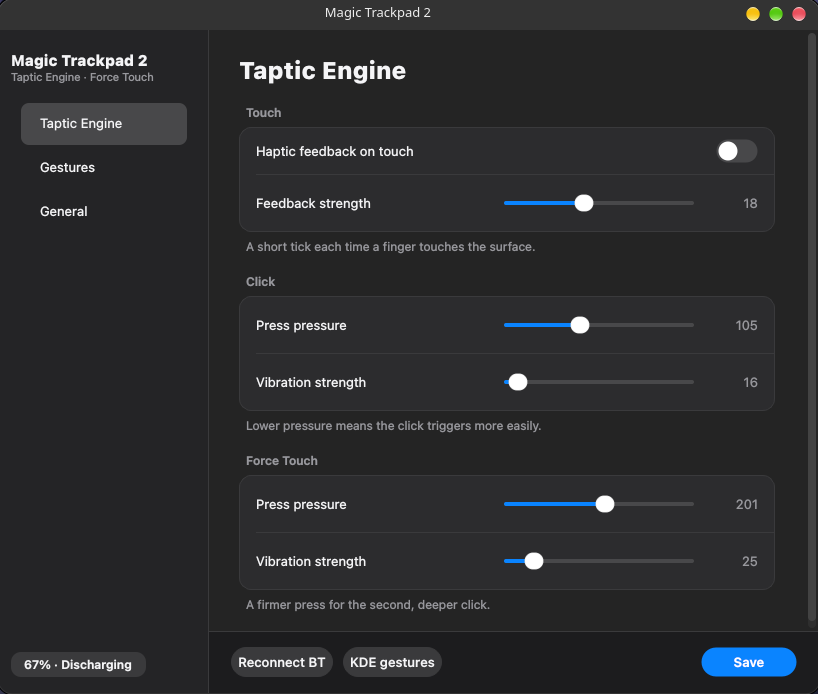 Magic Trackpad 2
Magic Trackpad 2
Taptic Engine · Force Touch
Taptic Engine
Gestures
General
67% · Discharging
Taptic Engine
Touch
Haptic feedback on touch
Feedback strength 18
A short tick each time a finger touches the surface.
Click
Press pressure 105
Vibration strength 16
Lower pressure means the click triggers more easily.
Force Touch
Press pressure 201
Vibration strength 25
A firmer press for the second, deeper click.
Reconnect BT KDE gestures Save